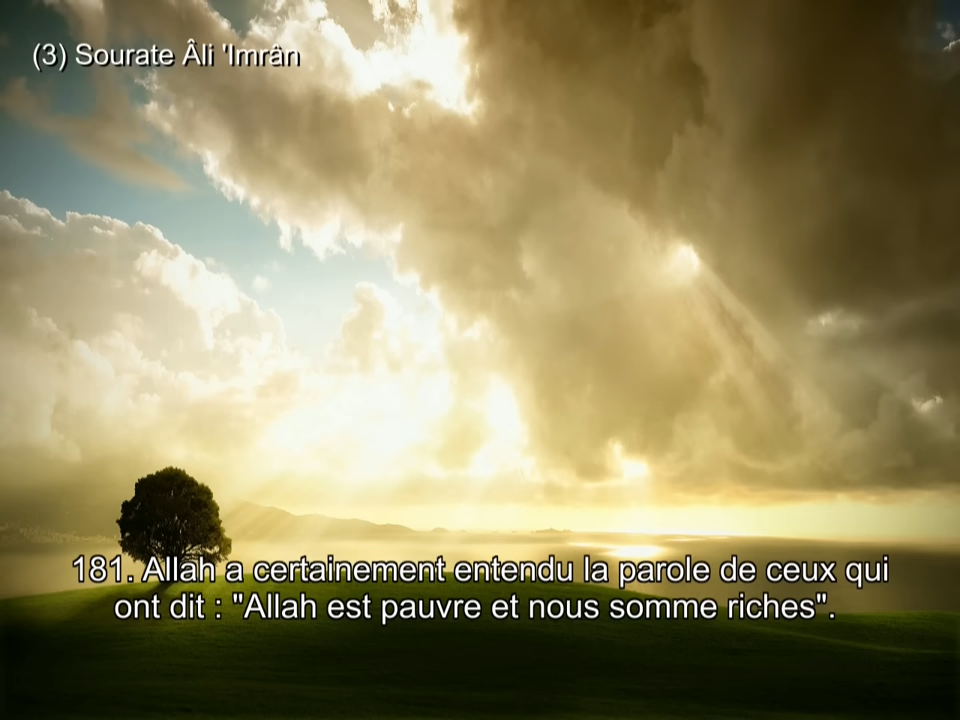 (3) Sourate Âli 'Imrân
181. Allah a certainement entendu la parole de ceux qui
ont dit : "Allah est pauvre et nous somme riches".